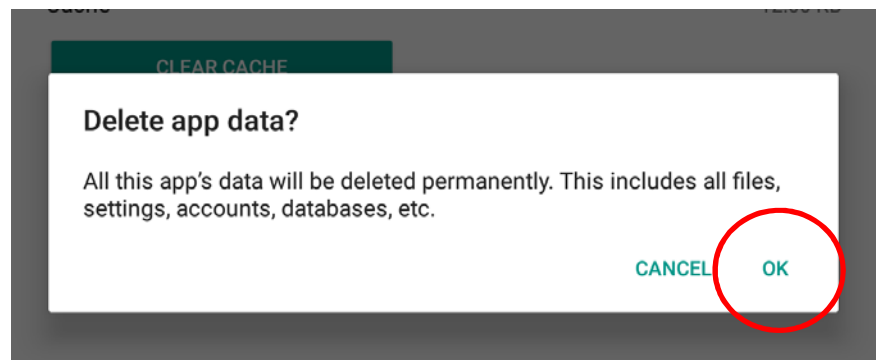 CLEAR CACHE
Delete app data?
All this app's data will be deleted permanently. This includes all files,
settings, accounts, databases, etc.
CANCEL OK